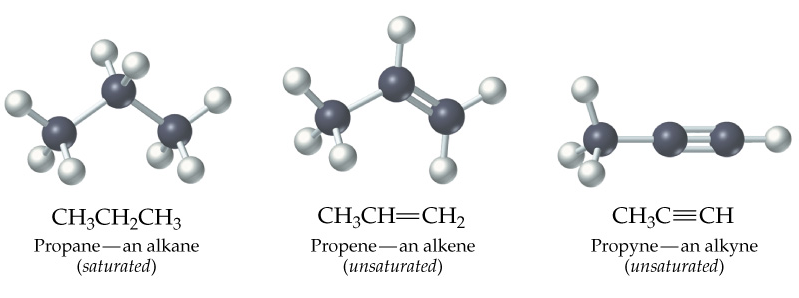 CH₃CH₂CH₃
Propane—an alkane
(saturated)
CH₃CH=CH₂
Propene—an alkene
(unsaturated)
CH₃C≡CH
Propyne—an alkyne
(unsaturated)